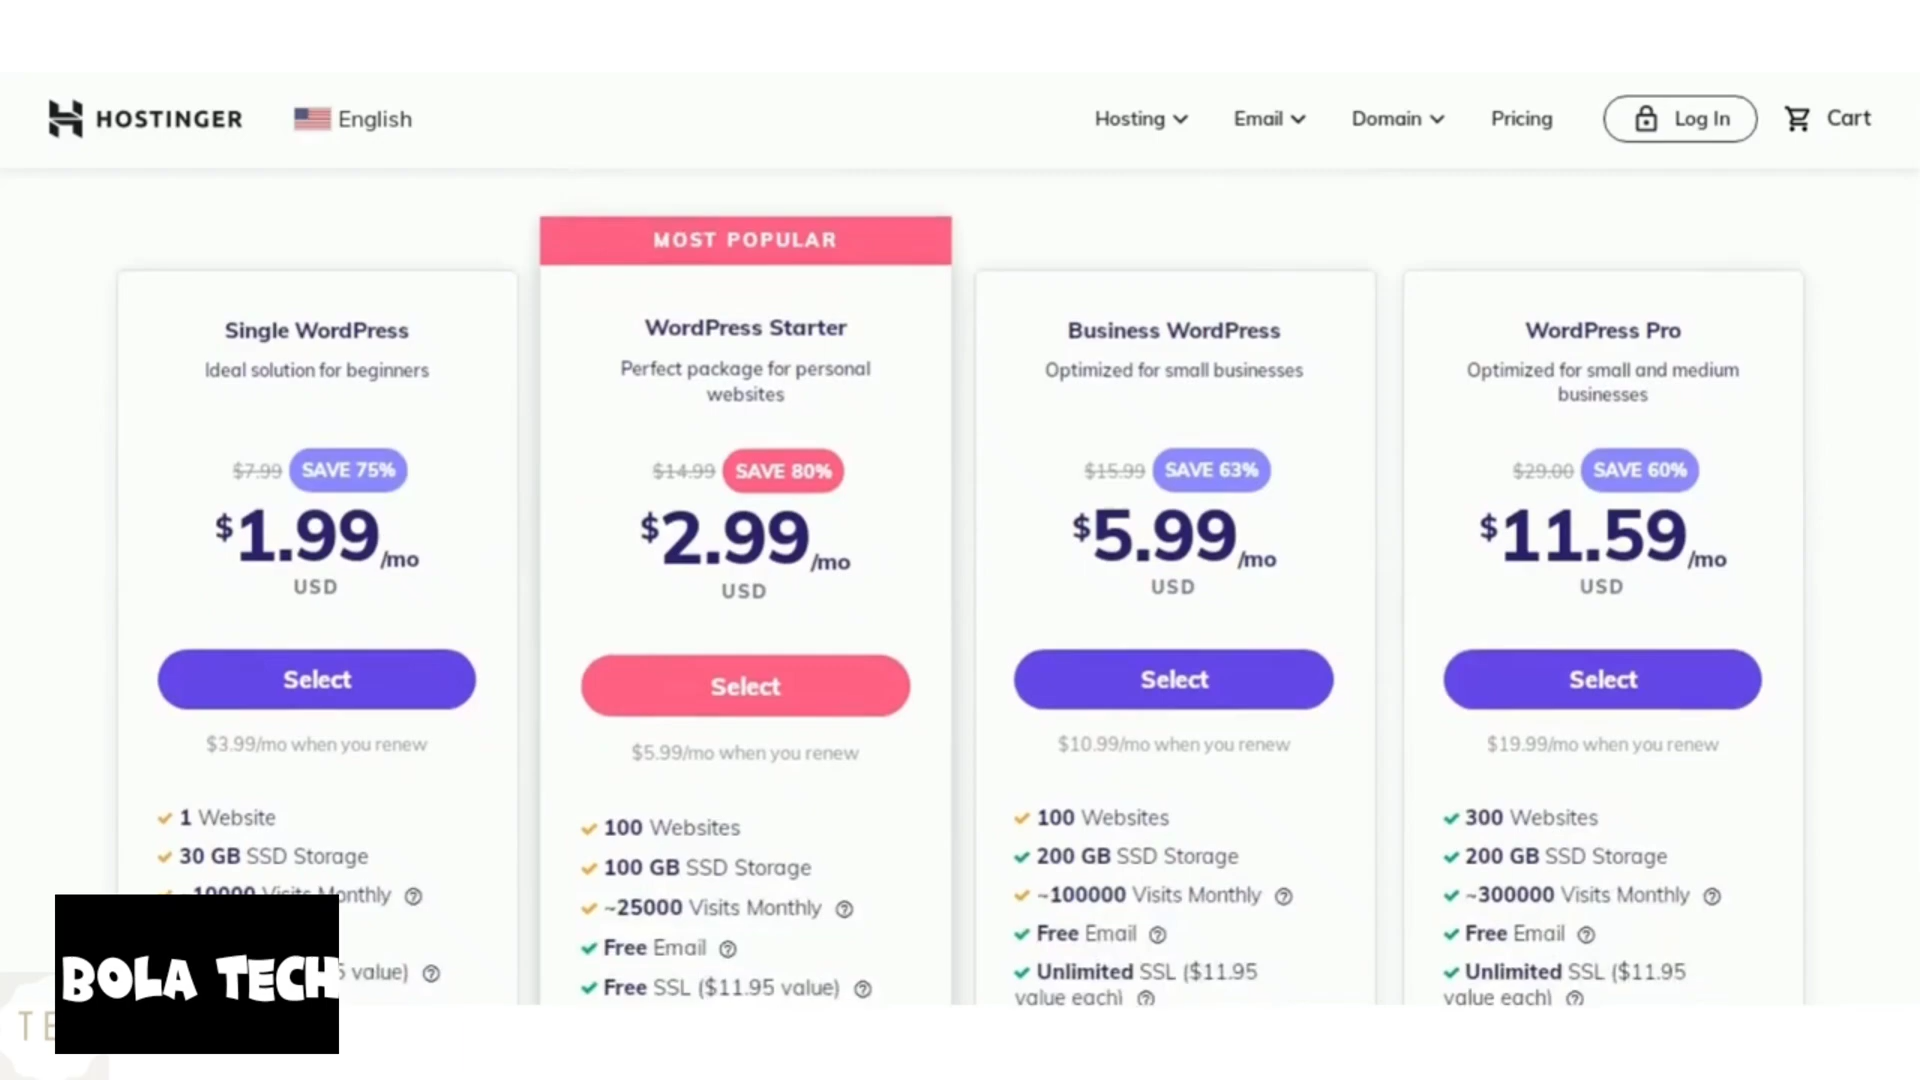 HOSTINGER
English
Hosting
Email
Domain
Pricing
Log In
Cart
Single WordPress
Ideal solution for beginners
$7.99 SAVE 75%
$1.99/mo
USD
Select
$3.99/mo when you renew
1 Website
30 GB SSD Storage
~10000 Visits Monthly
5 value)
MOST POPULAR
WordPress Starter
Perfect package for personal
websites
$14.99 SAVE 80%
$2.99/mo
USD
Select
$5.99/mo when you renew
100 Websites
100 GB SSD Storage
~25000 Visits Monthly
Free Email
Free SSL ($11.95 value)
Business WordPress
Optimized for small businesses
$15.99 SAVE 63%
$5.99/mo
USD
Select
$10.99/mo when you renew
100 Websites
200 GB SSD Storage
~100000 Visits Monthly
Free Email
Unlimited SSL ($11.95
value each)
WordPress Pro
Optimized for small and medium
businesses
$29.00 SAVE 60%
$11.59/mo
USD
Select
$19.99/mo when you renew
300 Websites
200 GB SSD Storage
~300000 Visits Monthly
Free Email
Unlimited SSL ($11.95
value each)
BOLA TECH
TE